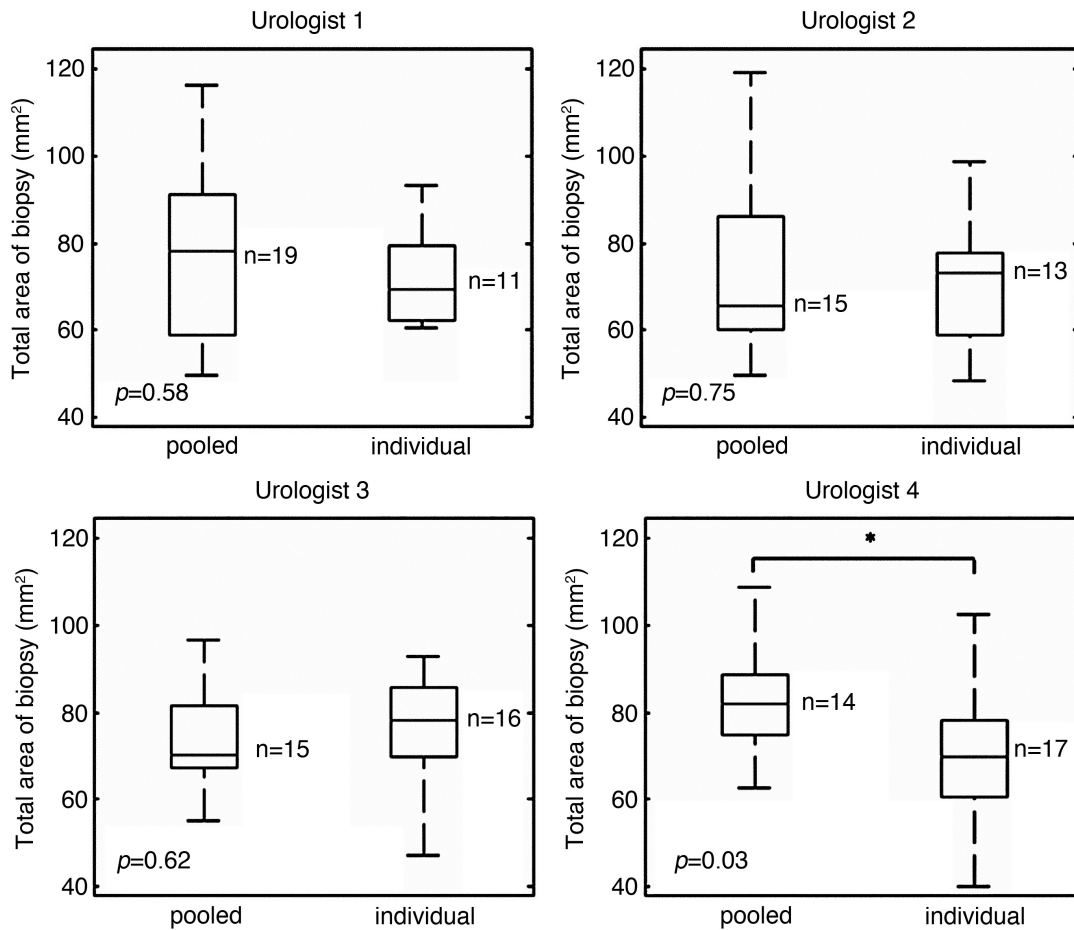 Urologist 1
Total area of biopsy (mm²)
120
100
80
60
40
n=19
n=11
p=0.58
pooled
individual
Urologist 2
Total area of biopsy (mm²)
120
100
80
60
40
n=15
n=13
p=0.75
pooled
individual
Urologist 3
Total area of biopsy (mm²)
120
100
80
60
40
n=15
n=16
p=0.62
pooled
individual
Urologist 4
Total area of biopsy (mm²)
120
100
80
60
40
*
n=14
n=17
p=0.03
pooled
individual